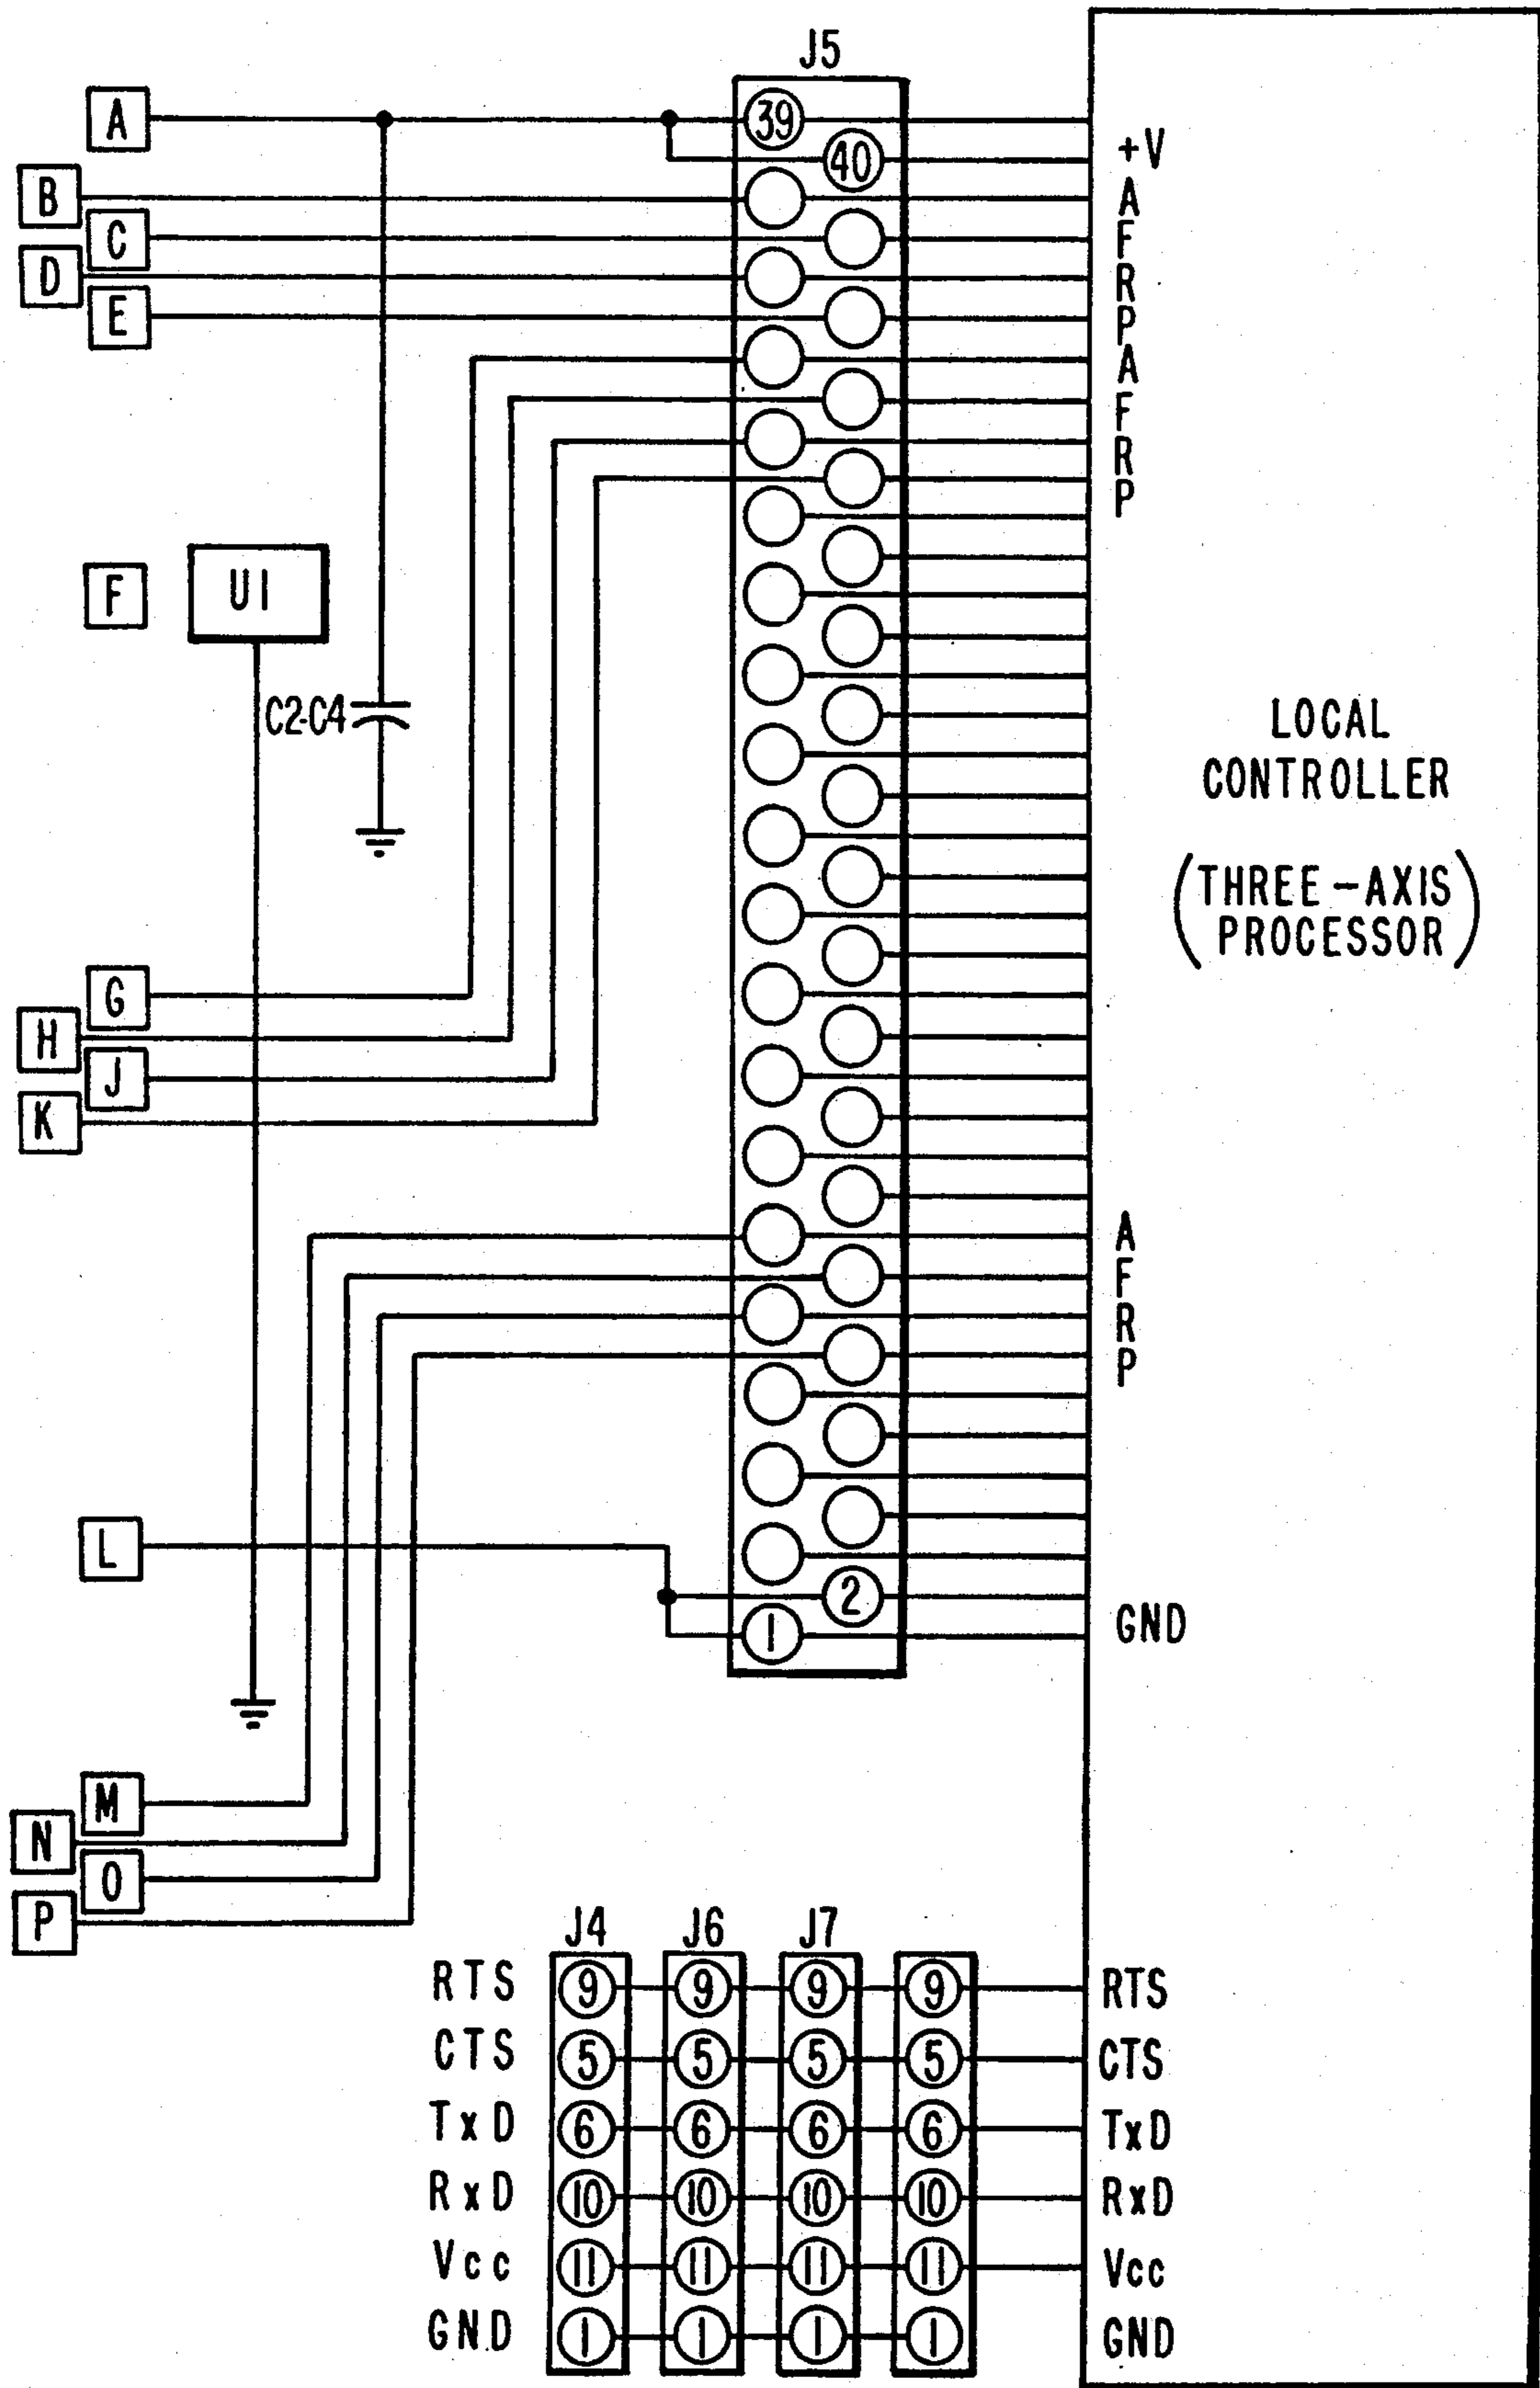 J5
A
39
40
+V
B
A
C
F
D
R
E
P
A
F
R
P
F
U1
C2-C4
LOCAL
CONTROLLER
(THREE-AXIS
PROCESSOR)
G
H
J
K
A
F
R
P
L
2
1
GND
M
N
O
P
J4 J6 J7
RTS 9 9 9 9 RTS
CTS 5 5 5 5 CTS
TxD 6 6 6 6 TxD
RxD 10 10 10 10 RxD
Vcc 11 11 11 11 Vcc
GND 1 1 1 1 GND